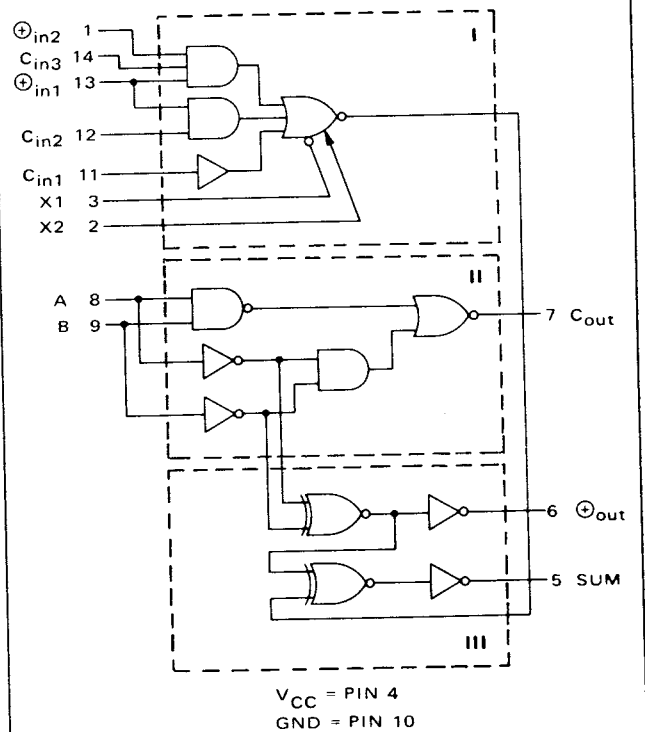 ⊕in2 1
Cin3 14
⊕in1 13
Cin2 12
Cin1 11
X1 3
X2 2
I
A 8
B 9
II
7 Cout
6 ⊕out
5 SUM
III
VCC = PIN 4
GND = PIN 10